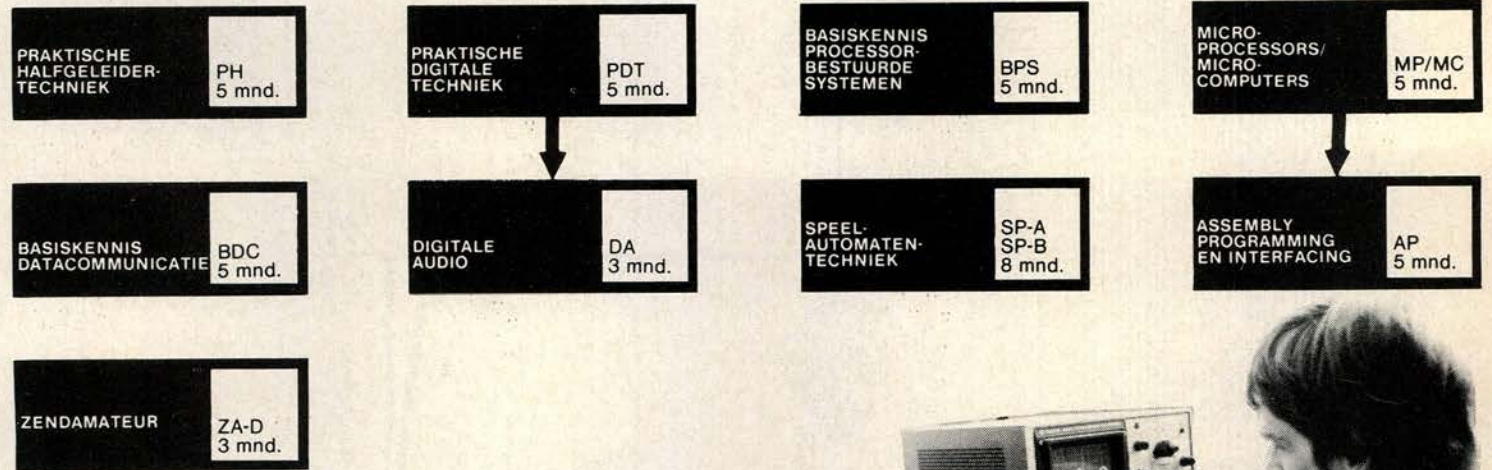 PRAKTISCHE
HALFGELEIDER-
TECHNIEK
PH
5 mnd.
PRAKTISCHE
DIGITALE
TECHNIEK
PDT
5 mnd.
BASISKENNIS
PROCESSOR-
BESTUURDE
SYSTEMEN
BPS
5 mnd.
MICRO-
PROCESSORS/
MICRO-
COMPUTERS
MP/MC
5 mnd.
BASISKENNIS
DATACOMMUNICATIE
BDC
5 mnd.
DIGITALE
AUDIO
DA
3 mnd.
SPEEL-
AUTOMATEN-
TECHNIEK
SP-A
SP-B
8 mnd.
ASSEMBLY
PROGRAMMING
EN INTERFACING
AP
5 mnd.
ZENDAMATEUR
ZA-D
3 mnd.